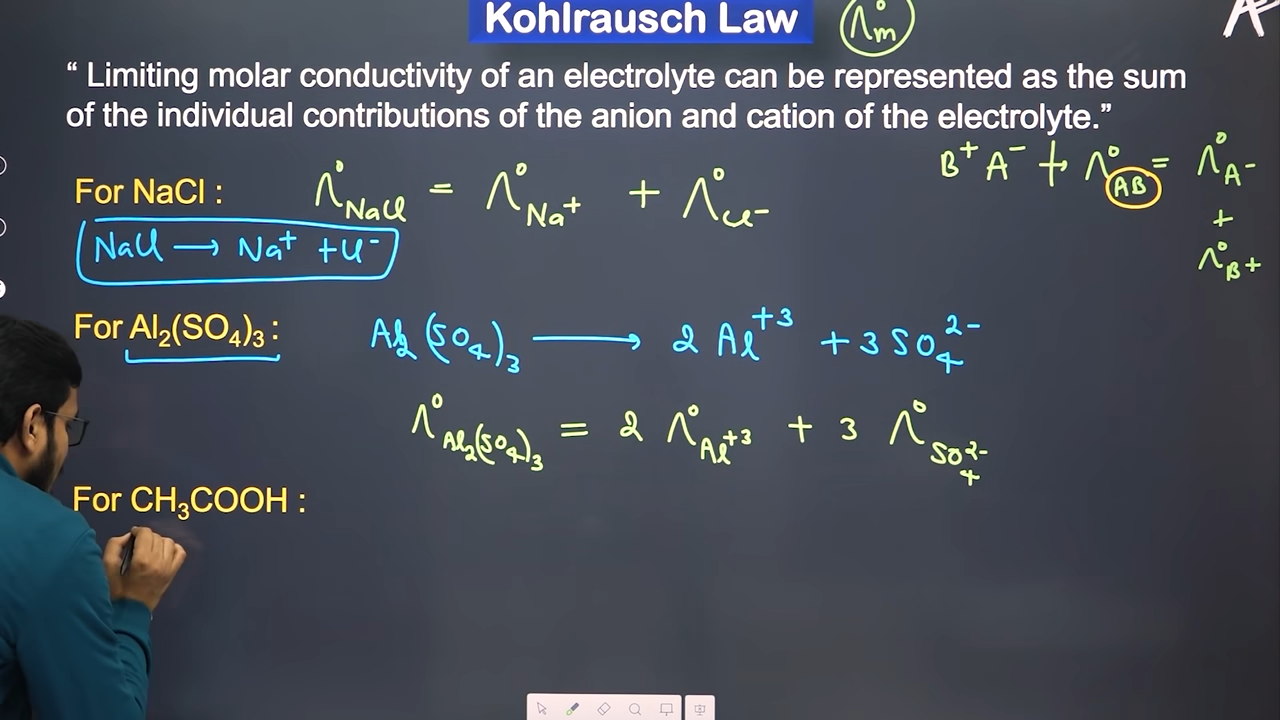 Kohlrausch Law Λ°m
“ Limiting molar conductivity of an electrolyte can be represented as the sum
of the individual contributions of the anion and cation of the electrolyte.”
B⁺ A⁻ → Λ°AB = Λ°A⁻
+
Λ°B+
For NaCl : Λ°NaCl = Λ°Na⁺ + Λ°Cl⁻
NaCl → Na⁺ + Cl⁻
For Al₂(SO₄)₃ : Al₂(SO₄)₃ → 2 Al⁺³ + 3 SO₄²⁻
Λ°Al₂(SO₄)₃ = 2 Λ°Al⁺³ + 3 Λ°SO₄²⁻
For CH₃COOH :